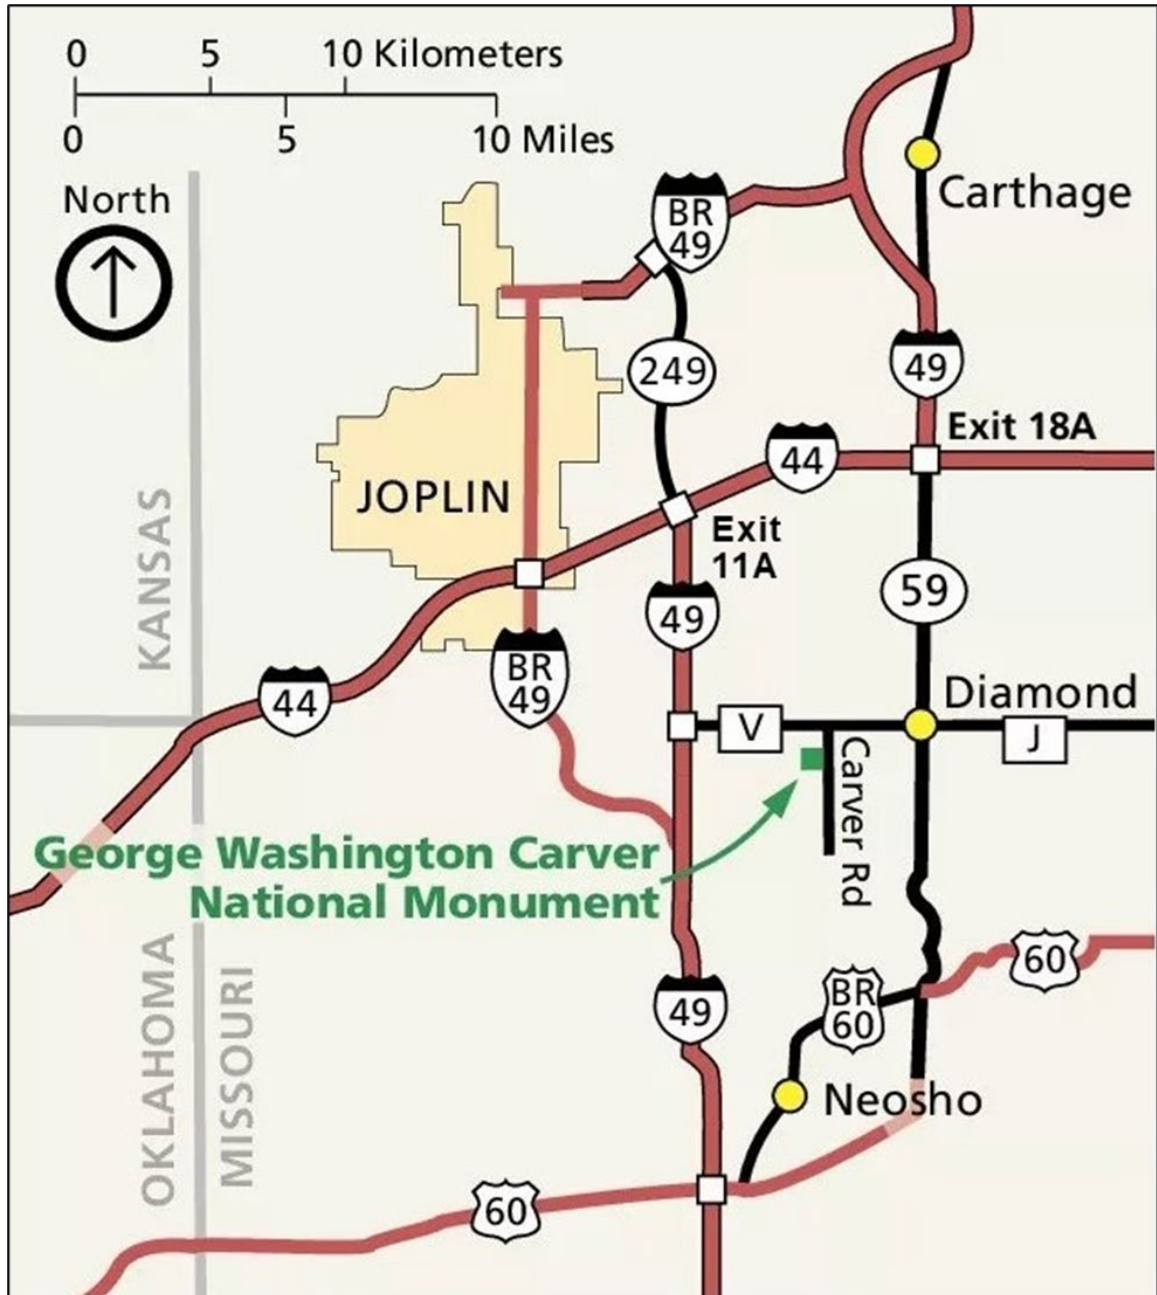 0 5 10 Kilometers
0 5 10 Miles
North
Carthage
BR
49
249
49
Exit 18A
44
JOPLIN
Exit
11A
KANSAS
59
49
BR
49
44
Diamond
V
J
Carver Rd
George Washington Carver
National Monument
60
BR
60
49
OKLAHOMA
MISSOURI
Neosho
60